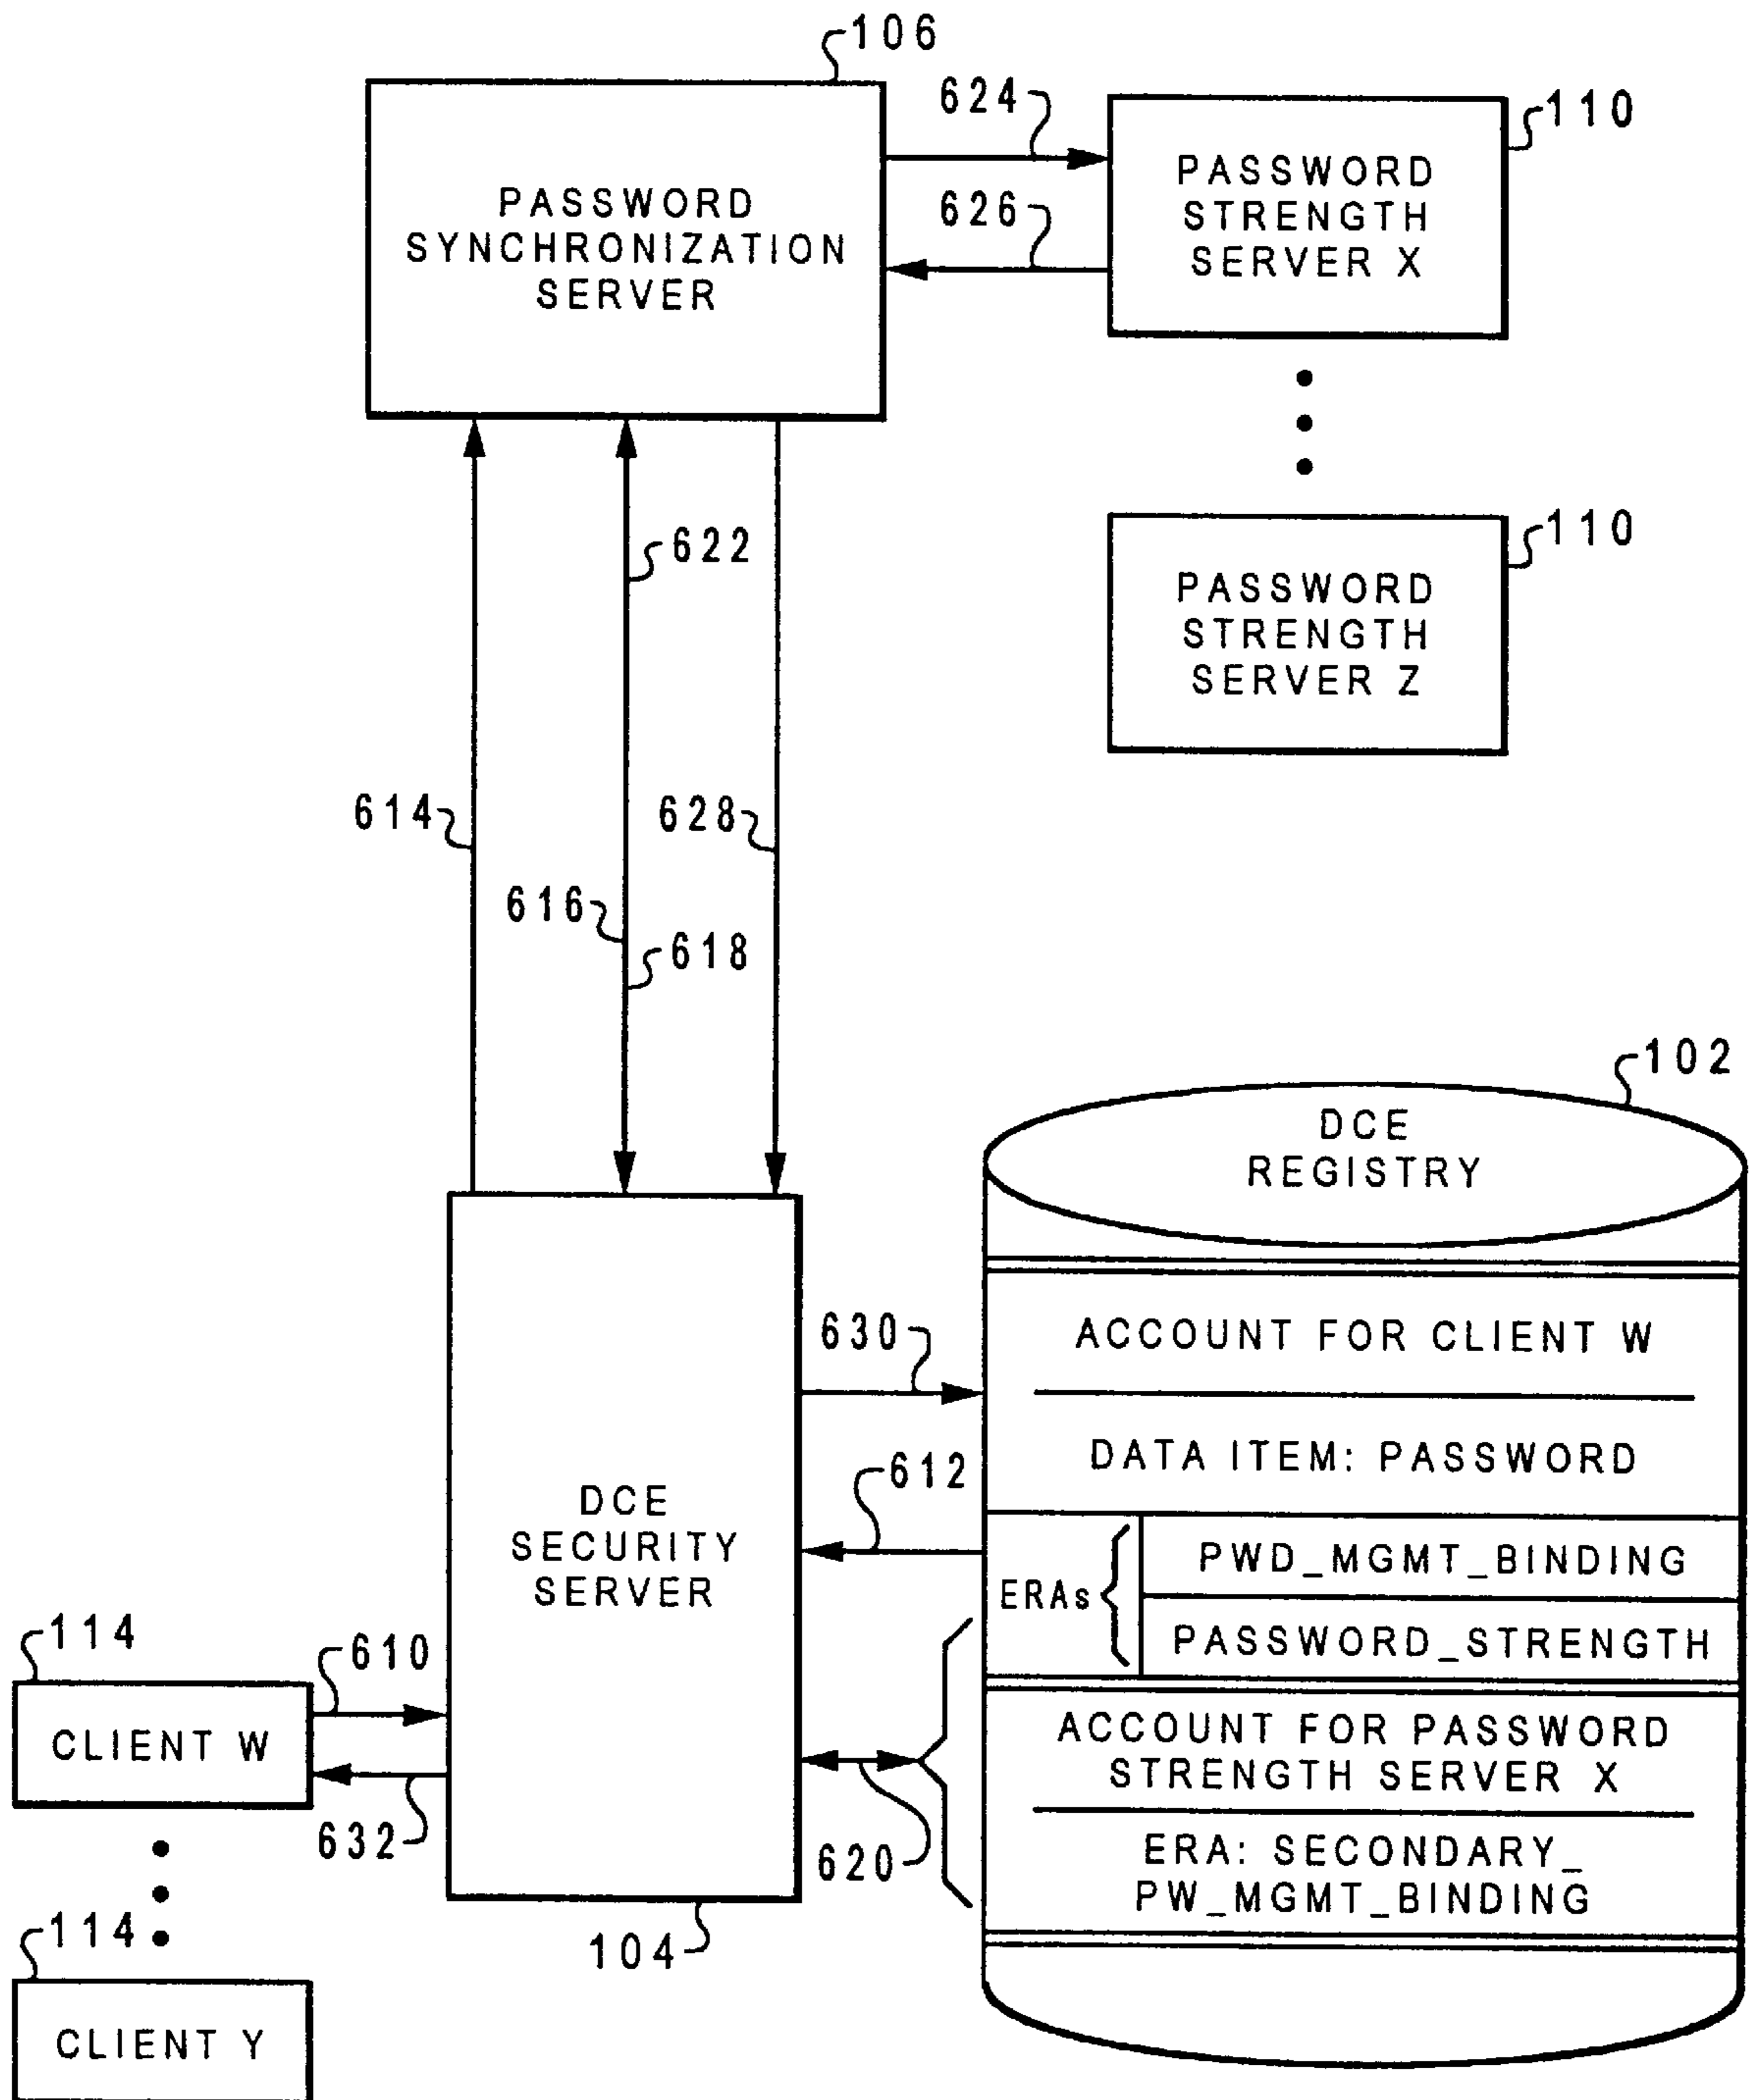 106
624
110
PASSWORD
SYNCHRONIZATION
SERVER
PASSWORD
STRENGTH
SERVER X
626
110
622
PASSWORD
STRENGTH
SERVER Z
614
628
616
618
102
DCE
REGISTRY
630
ACCOUNT FOR CLIENT W
DATA ITEM: PASSWORD
612
DCE
SECURITY
SERVER
ERAs
PWD_MGMT_BINDING
PASSWORD_STRENGTH
114
610
CLIENT W
632
620
ACCOUNT FOR PASSWORD
STRENGTH SERVER X
ERA: SECONDARY_
PW_MGMT_BINDING
114
104
CLIENT Y